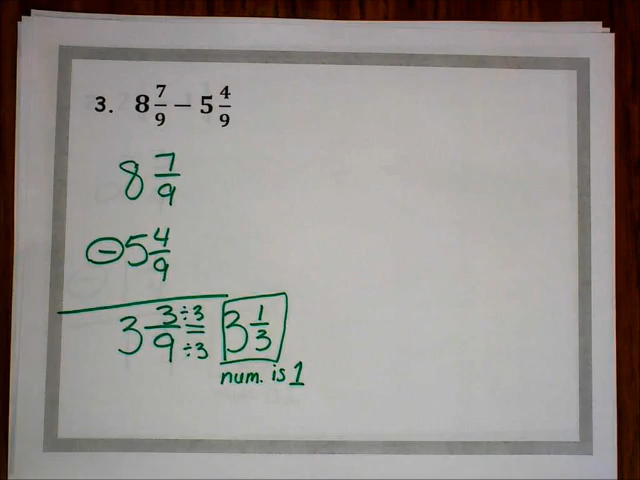 3. 8 7/9 − 5 4/9
8 7/9
− 5 4/9
3 3/9 ÷3/÷3 = 3 1/3
num. is 1